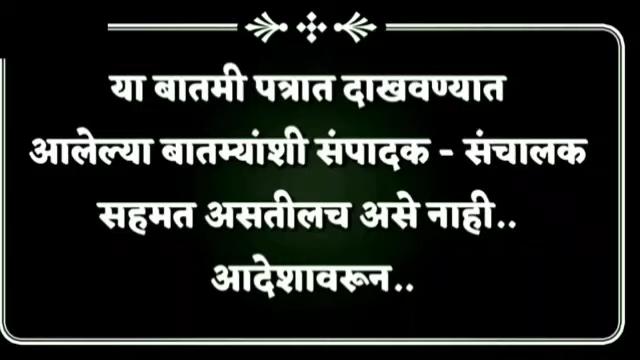 या बातमी पत्रात दाखवण्यात
आलेल्या बातम्यांशी संपादक - संचालक
सहमत असतीलच असे नाही..
आदेशावरून..